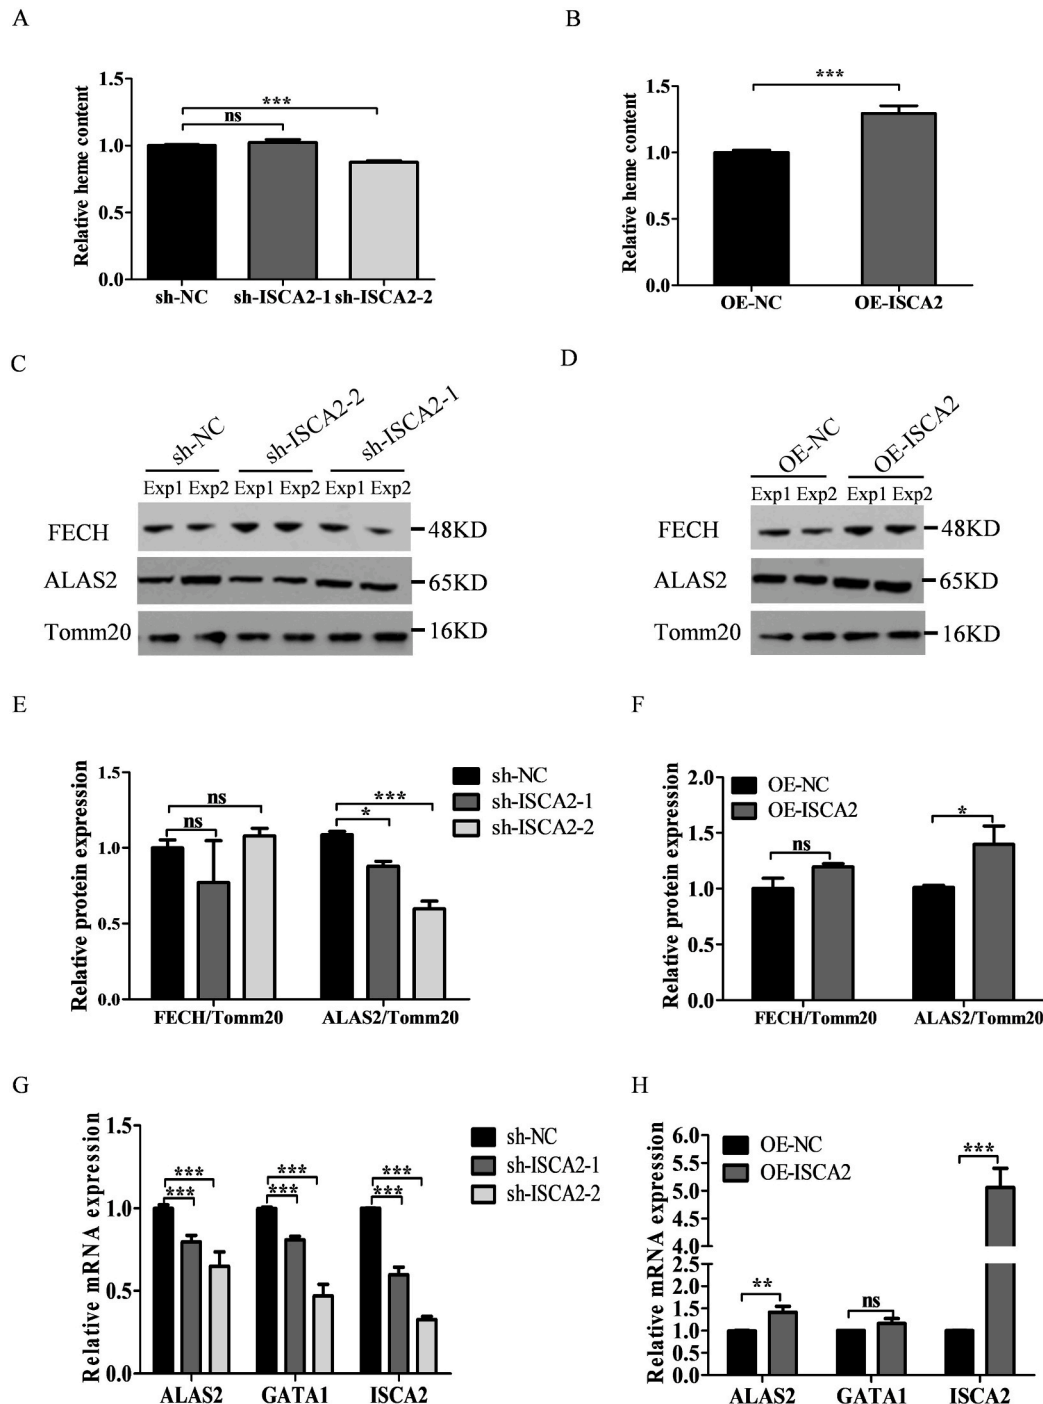 A
B
Relative heme content
1.5
1.0
0.5
0.0
***
ns
sh-NC sh-ISCA2-1 sh-ISCA2-2
Relative heme content
1.5
1.0
0.5
0.0
***
OE-NC OE-ISCA2
C
D
sh-NC sh-ISCA2-2 sh-ISCA2-1
Exp1 Exp2 Exp1 Exp2 Exp1 Exp2
FECH 48KD
ALAS2 65KD
Tomm20 16KD
OE-NC OE-ISCA2
Exp1 Exp2 Exp1 Exp2
FECH 48KD
ALAS2 65KD
Tomm20 16KD
E
F
Relative protein expression
1.5
1.0
0.5
0.0
ns
ns
***
*
sh-NC
sh-ISCA2-1
sh-ISCA2-2
FECH/Tomm20 ALAS2/Tomm20
Relative protein expression
2.0
1.5
1.0
0.5
0.0
OE-NC
OE-ISCA2
ns
*
FECH/Tomm20 ALAS2/Tomm20
G
H
Relative mRNA expression
1.5
1.0
0.5
0.0
*** *** ***
*** *** ***
sh-NC
sh-ISCA2-1
sh-ISCA2-2
ALAS2 GATA1 ISCA2
Relative mRNA expression
6.0
5.5
5.0
4.5
4.0
2.5
2.0
1.5
1.0
0.5
0.0
OE-NC
OE-ISCA2
***
**
ns
ALAS2 GATA1 ISCA2